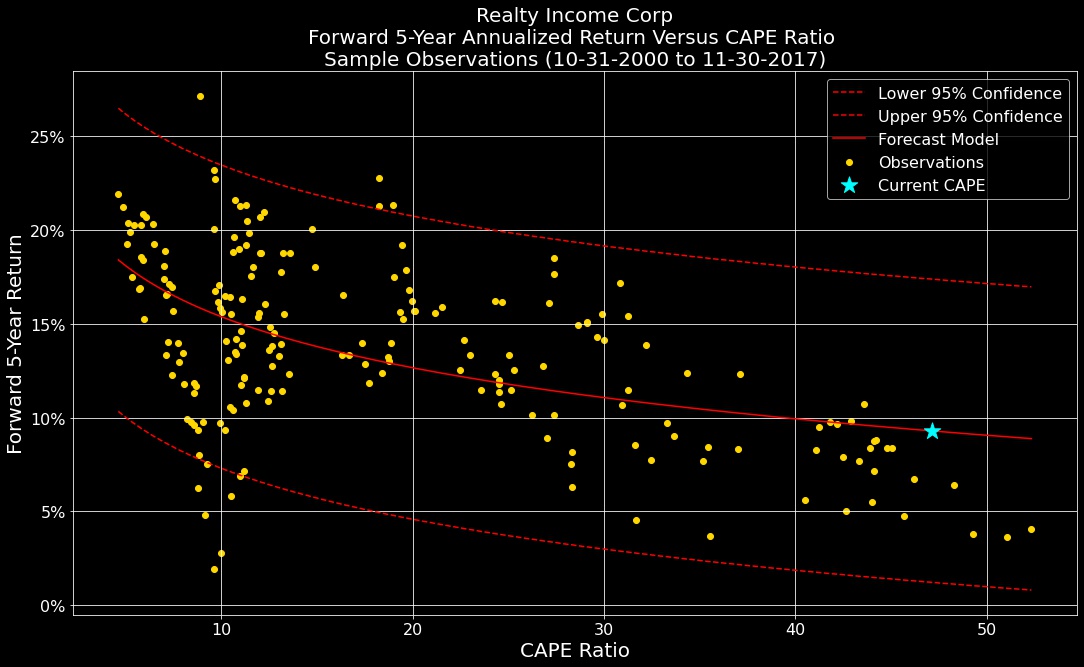 Realty Income Corp
Forward 5-Year Annualized Return Versus CAPE Ratio
Sample Observations (10-31-2000 to 11-30-2017)
Lower 95% Confidence
Upper 95% Confidence
Forecast Model
Observations
Current CAPE
Forward 5-Year Return
25%
20%
15%
10%
5%
0%
10
20
30
40
50
CAPE Ratio